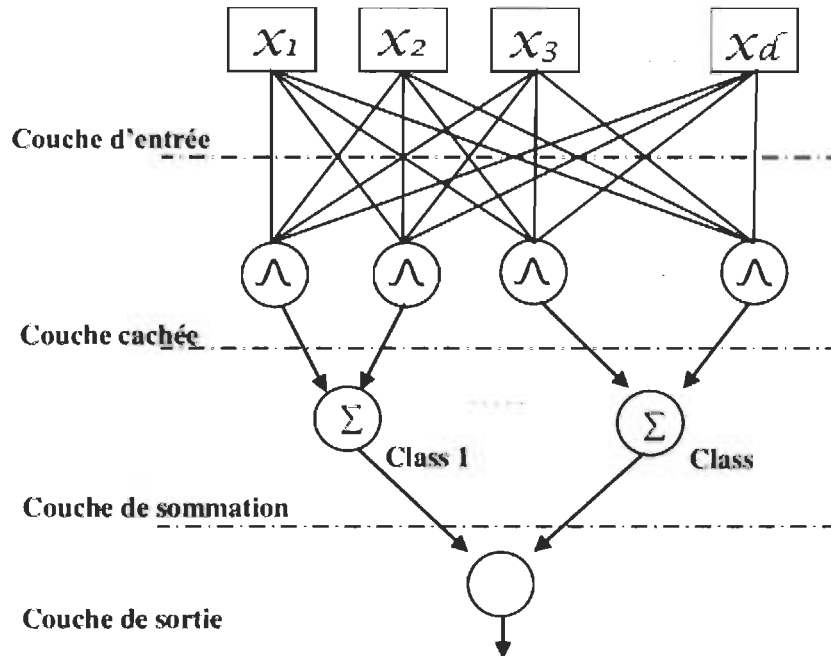 X1 X2 X3 Xd
Couche d'entrée
Couche cachée
Σ Σ
Class 1 Class
Couche de sommation
Couche de sortie